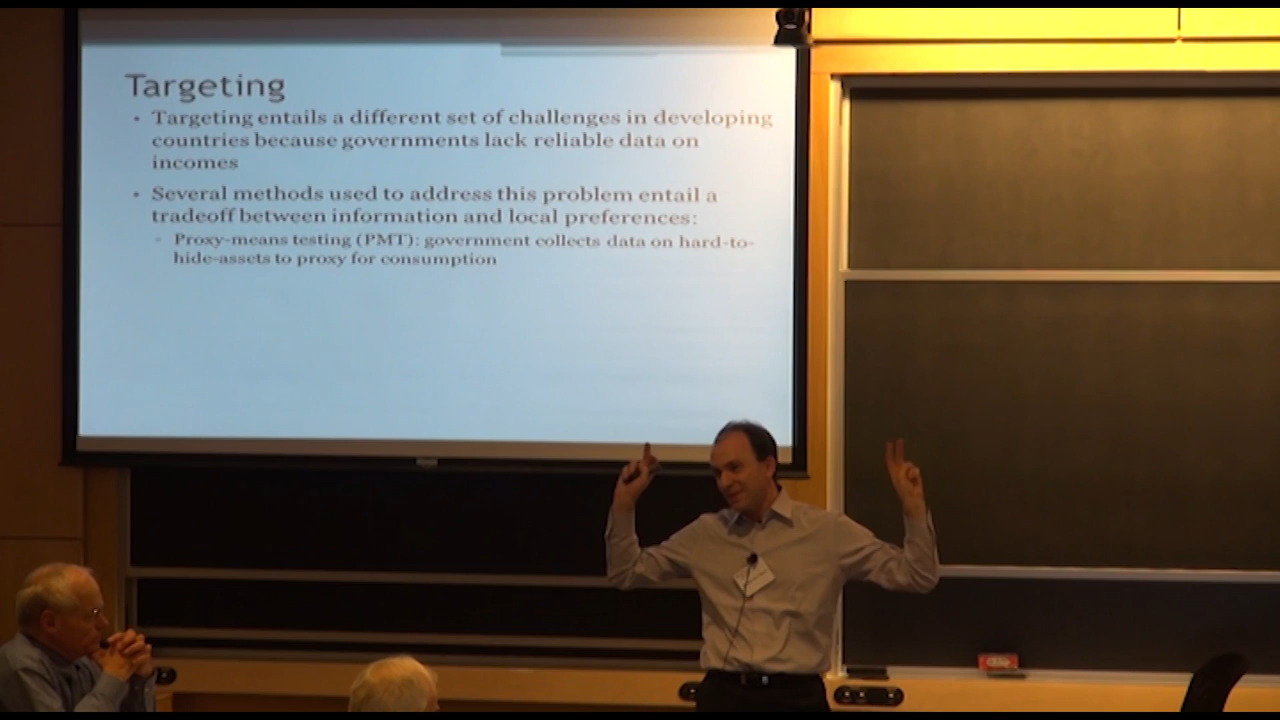 Targeting
• Targeting entails a different set of challenges in developing
countries because governments lack reliable data on
incomes
• Several methods used to address this problem entail a
tradeoff between information and local preferences:
◦ Proxy-means testing (PMT): government collects data on hard-to-
hide-assets to proxy for consumption